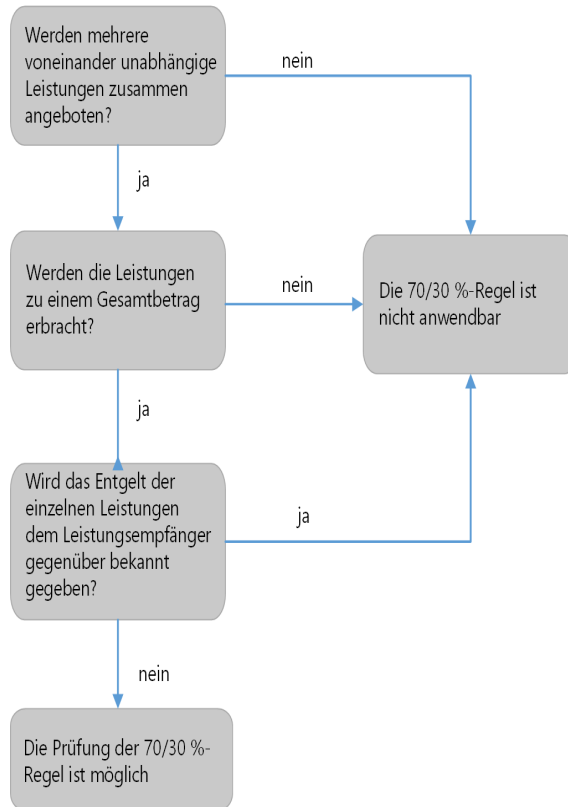 Werden mehrere
voneinander unabhängige
Leistungen zusammen
angeboten?
nein
ja
Werden die Leistungen
zu einem Gesamtbetrag
erbracht?
nein
Die 70/30 %-Regel ist
nicht anwendbar
ja
Wird das Entgelt der
einzelnen Leistungen
dem Leistungsempfänger
gegenüber bekannt
gegeben?
ja
nein
Die Prüfung der 70/30 %-
Regel ist möglich